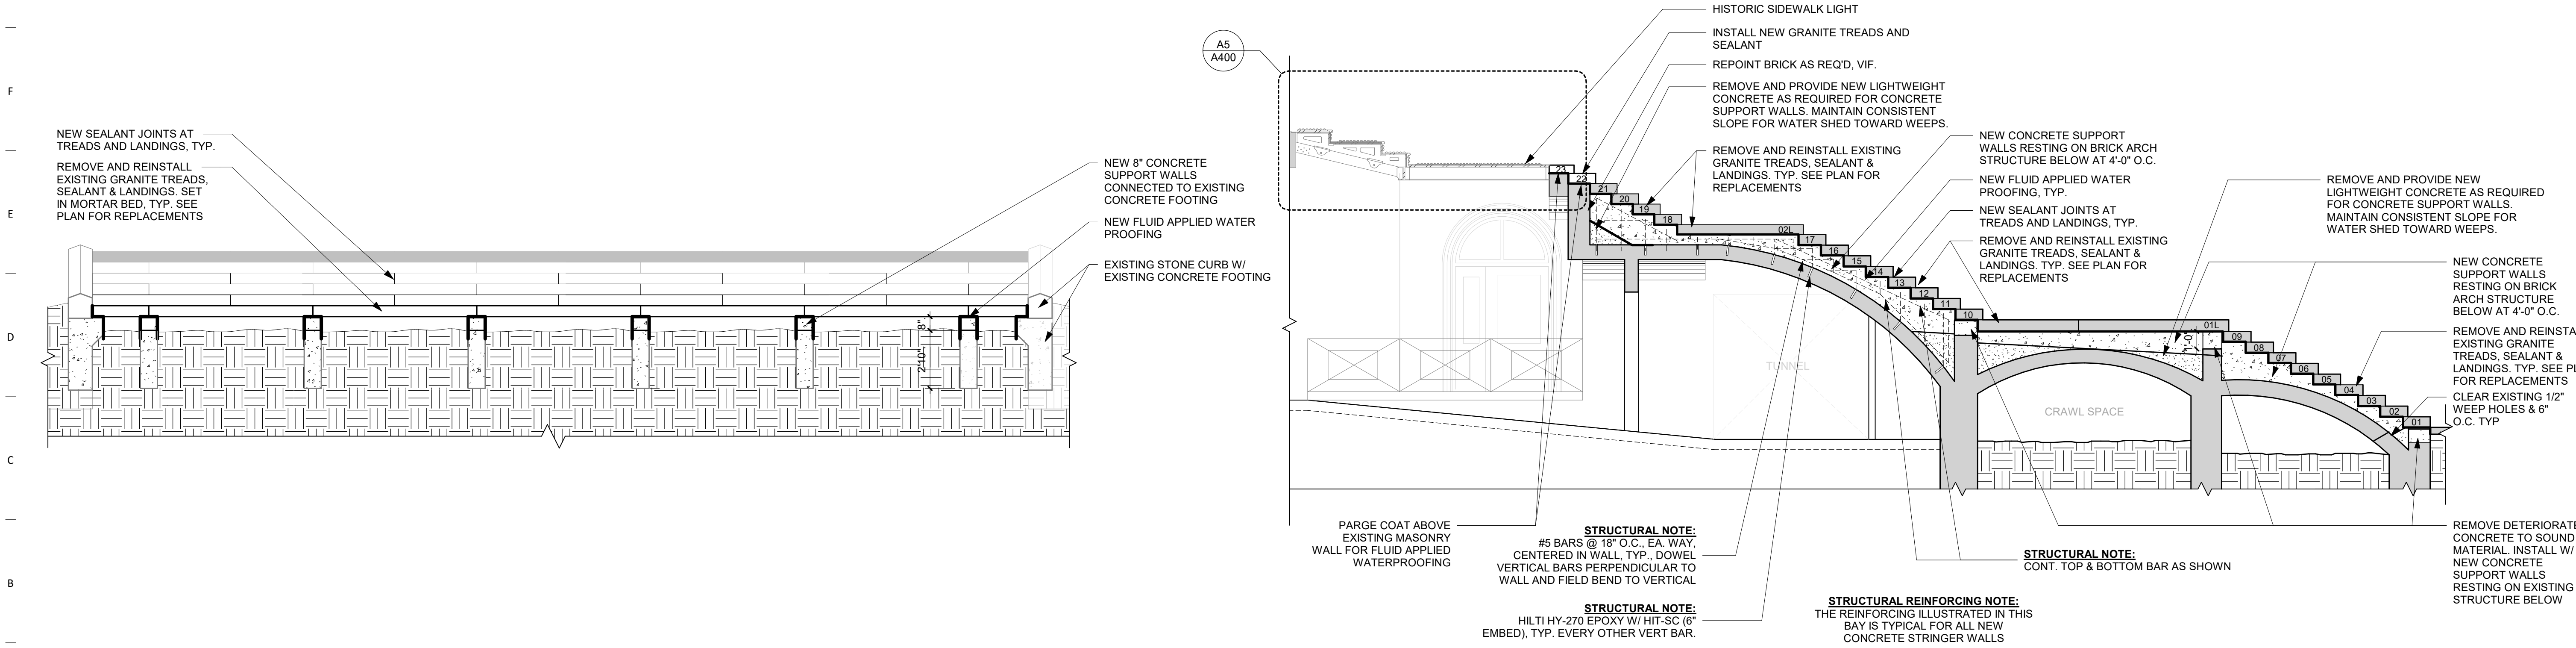 F
E
D
C
B
NEW SEALANT JOINTS AT
TREADS AND LANDINGS, TYP.
REMOVE AND REINSTALL
EXISTING GRANITE TREADS,
SEALANT & LANDINGS. SET
IN MORTAR BED, TYP. SEE
PLAN FOR REPLACEMENTS
NEW 8" CONCRETE
SUPPORT WALLS
CONNECTED TO EXISTING
CONCRETE FOOTING
NEW FLUID APPLIED WATER
PROOFING
EXISTING STONE CURB W/
EXISTING CONCRETE FOOTING
8"
2'-10"
A5
A400
HISTORIC SIDEWALK LIGHT
INSTALL NEW GRANITE TREADS AND
SEALANT
REPOINT BRICK AS REQ'D, VIF.
REMOVE AND PROVIDE NEW LIGHTWEIGHT
CONCRETE AS REQUIRED FOR CONCRETE
SUPPORT WALLS. MAINTAIN CONSISTENT
SLOPE FOR WATER SHED TOWARD WEEPS.
REMOVE AND REINSTALL EXISTING
GRANITE TREADS, SEALANT &
LANDINGS. TYP. SEE PLAN FOR
REPLACEMENTS
NEW CONCRETE SUPPORT
WALLS RESTING ON BRICK ARCH
STRUCTURE BELOW AT 4'-0" O.C.
NEW FLUID APPLIED WATER
PROOFING, TYP.
NEW SEALANT JOINTS AT
TREADS AND LANDINGS, TYP.
REMOVE AND REINSTALL EXISTING
GRANITE TREADS, SEALANT &
LANDINGS. TYP. SEE PLAN FOR
REPLACEMENTS
REMOVE AND PROVIDE NEW
LIGHTWEIGHT CONCRETE AS REQUIRED
FOR CONCRETE SUPPORT WALLS.
MAINTAIN CONSISTENT SLOPE FOR
WATER SHED TOWARD WEEPS.
NEW CONCRETE
SUPPORT WALLS
RESTING ON BRICK
ARCH STRUCTURE
BELOW AT 4'-0" O.C.
REMOVE AND REINSTA
EXISTING GRANITE
TREADS, SEALANT &
LANDINGS. TYP. SEE PL
FOR REPLACEMENTS
CLEAR EXISTING 1/2"
WEEP HOLES & 6"
O.C. TYP
23
22
21
20
19
18
02L
17
16
15
14
13
12
11
10
01L
09
08
07
06
05
04
03
02
01
TUNNEL
CRAWL SPACE
PARGE COAT ABOVE
EXISTING MASONRY
WALL FOR FLUID APPLIED
WATERPROOFING
STRUCTURAL NOTE:
#5 BARS @ 18" O.C., EA. WAY,
CENTERED IN WALL, TYP., DOWEL
VERTICAL BARS PERPENDICULAR TO
WALL AND FIELD BEND TO VERTICAL
STRUCTURAL NOTE:
HILTI HY-270 EPOXY W/ HIT-SC (6"
EMBED), TYP. EVERY OTHER VERT BAR.
STRUCTURAL NOTE:
CONT. TOP & BOTTOM BAR AS SHOWN
STRUCTURAL REINFORCING NOTE:
THE REINFORCING ILLUSTRATED IN THIS
BAY IS TYPICAL FOR ALL NEW
CONCRETE STRINGER WALLS
REMOVE DETERIORATE
CONCRETE TO SOUND
MATERIAL. INSTALL W/
NEW CONCRETE
SUPPORT WALLS
RESTING ON EXISTING
STRUCTURE BELOW